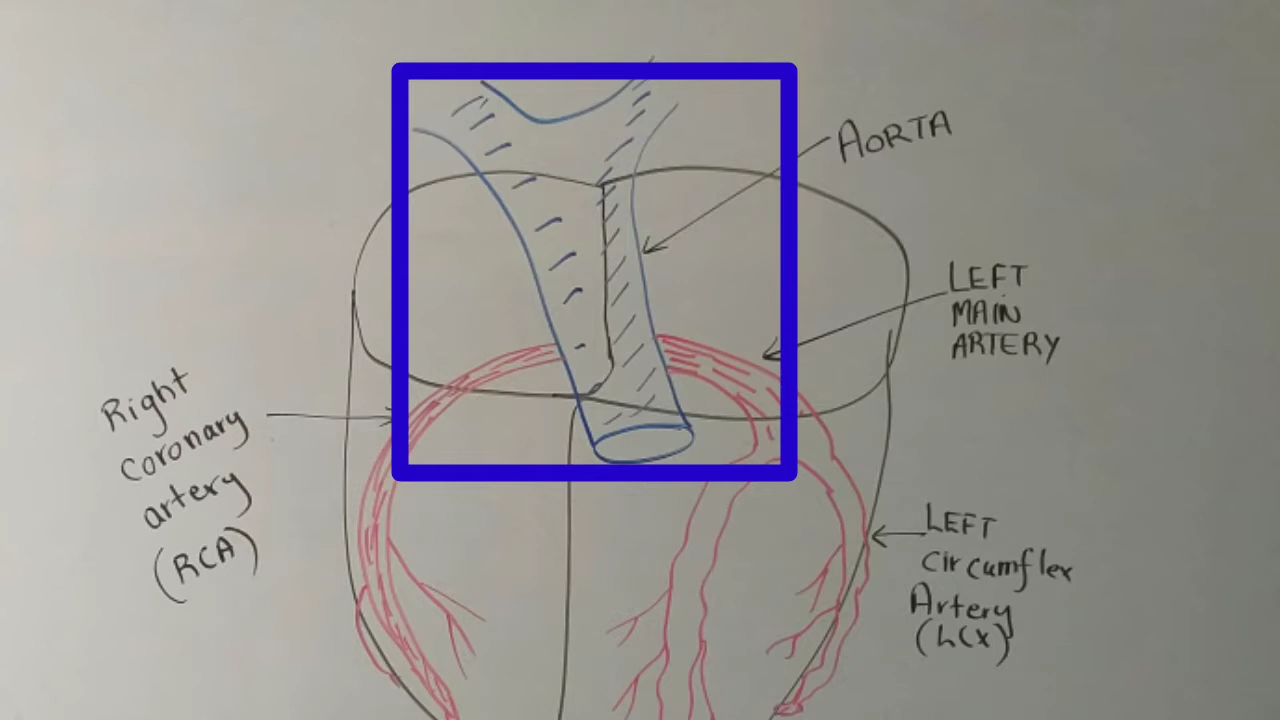 AORTA
LEFT
MAIN
ARTERY
Right
coronary
artery
(RCA)
LEFT
circumflex
Artery
(LCX)